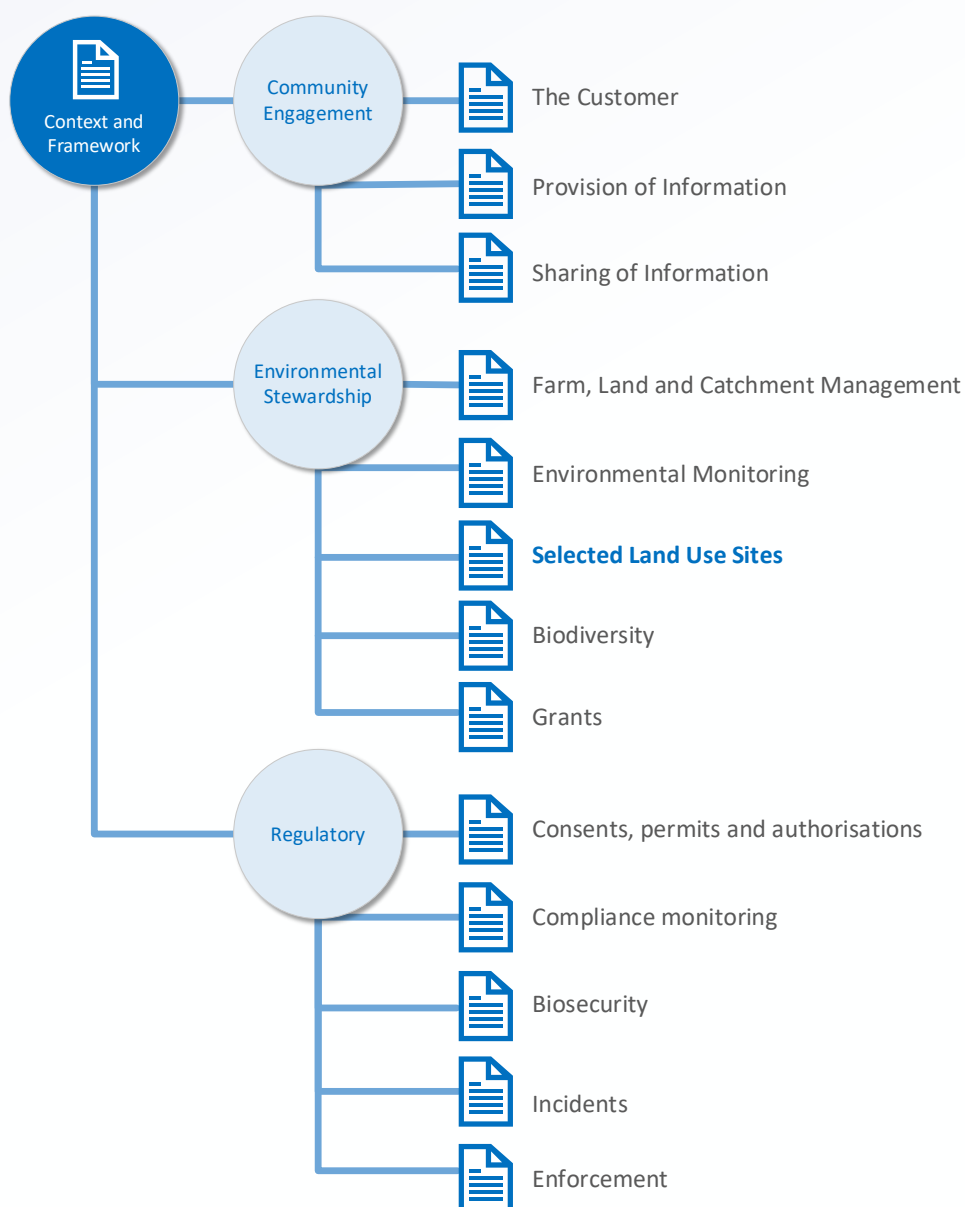 Context and
Framework
Community
Engagement
The Customer
Provision of Information
Sharing of Information
Environmental
Stewardship
Farm, Land and Catchment Management
Environmental Monitoring
Selected Land Use Sites
Biodiversity
Grants
Regulatory
Consents, permits and authorisations
Compliance monitoring
Biosecurity
Incidents
Enforcement